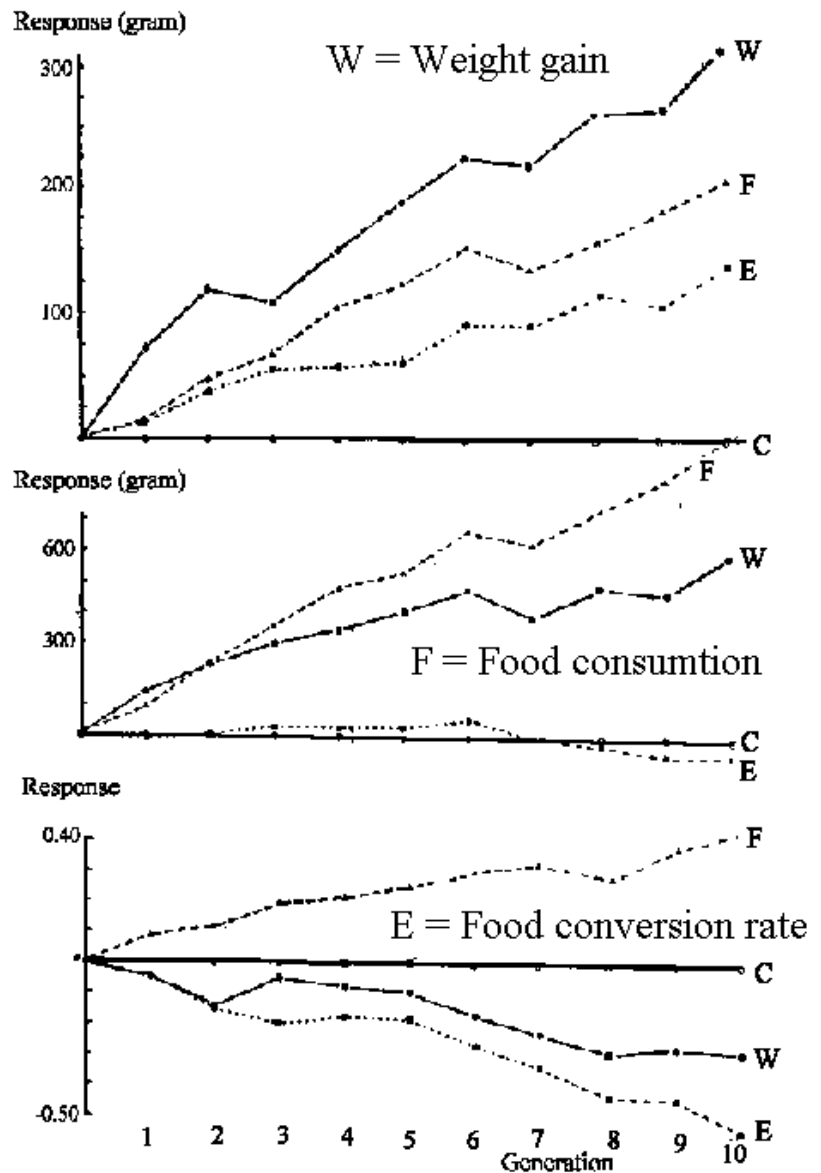 Response (gram)
W = Weight gain
300
200
100
W
F
E
C
Response (gram)
F
600
300
W
F = Food consumtion
C
E
Response
0.40
F
E = Food conversion rate
C
W
-0.50
E
1 2 3 4 5 6 7 8 9 10
Generation